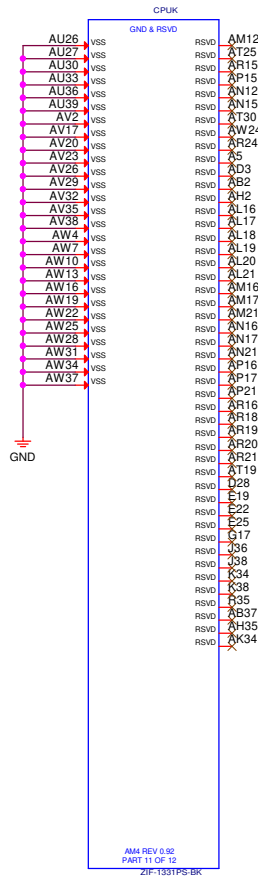 CPUK
GND & RSVD
AU26 VSS RSVD AM12
AU27 VSS RSVD AT25
AU30 VSS RSVD AR15
AU33 VSS RSVD AP15
AU36 VSS RSVD AN12
AU39 VSS RSVD AN15
AV2 VSS RSVD AT30
AV17 VSS RSVD AW24
AV20 VSS RSVD AR24
AV23 VSS RSVD A5
AV26 VSS RSVD AD3
AV29 VSS RSVD AB2
AV32 VSS RSVD AH2
AV35 VSS RSVD AL16
AV38 VSS RSVD AL17
AW4 VSS RSVD AL18
AW7 VSS RSVD AL19
AW10 VSS RSVD AL20
AW13 VSS RSVD AL21
AW16 VSS RSVD AM16
AW19 VSS RSVD AM17
AW22 VSS RSVD AM21
AW25 VSS RSVD AN16
AW28 VSS RSVD AN17
AW31 VSS RSVD AN21
AW34 VSS RSVD AP16
AW37 VSS RSVD AP17
RSVD AP21
RSVD AR16
RSVD AR18
RSVD AR19
RSVD AR20
GND
RSVD AR21
RSVD AT19
RSVD D28
RSVD E19
RSVD E22
RSVD E25
RSVD G17
RSVD J36
RSVD J38
RSVD K34
RSVD K38
RSVD R35
RSVD AB37
RSVD AH35
RSVD AK34
AM4 REV 0.92
PART 11 OF 12
ZIF-1331PS-BK